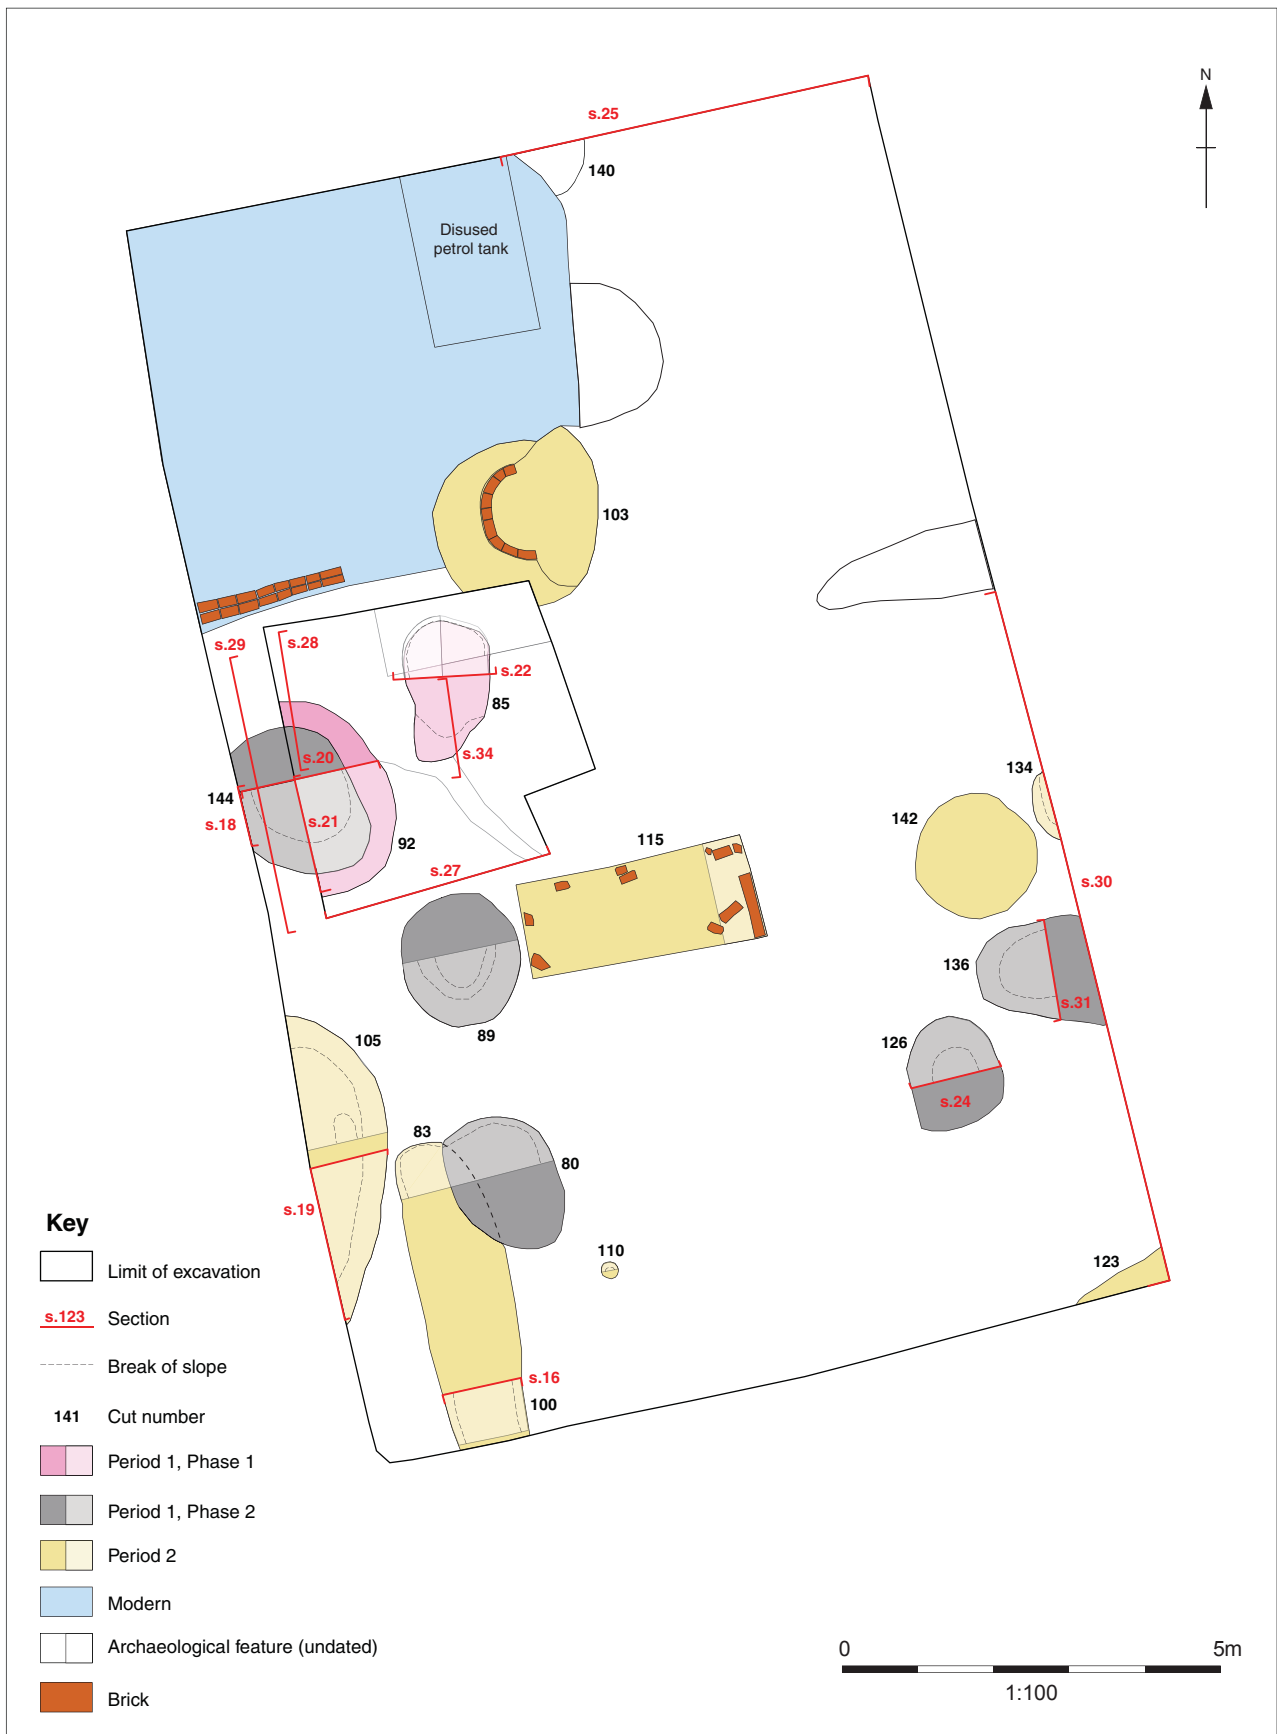 N
s.25
140
Disused
petrol tank
103
s.29
s.28
s.22
85
s.34
s.20
144
s.18
s.21
92
s.27
115
134
142
s.30
136
s.31
126
s.24
89
105
83
80
s.19
110
123
s.16
100
Key
Limit of excavation
s.123 Section
Break of slope
141 Cut number
Period 1, Phase 1
Period 1, Phase 2
Period 2
Modern
Archaeological feature (undated)
Brick
0 5m
1:100